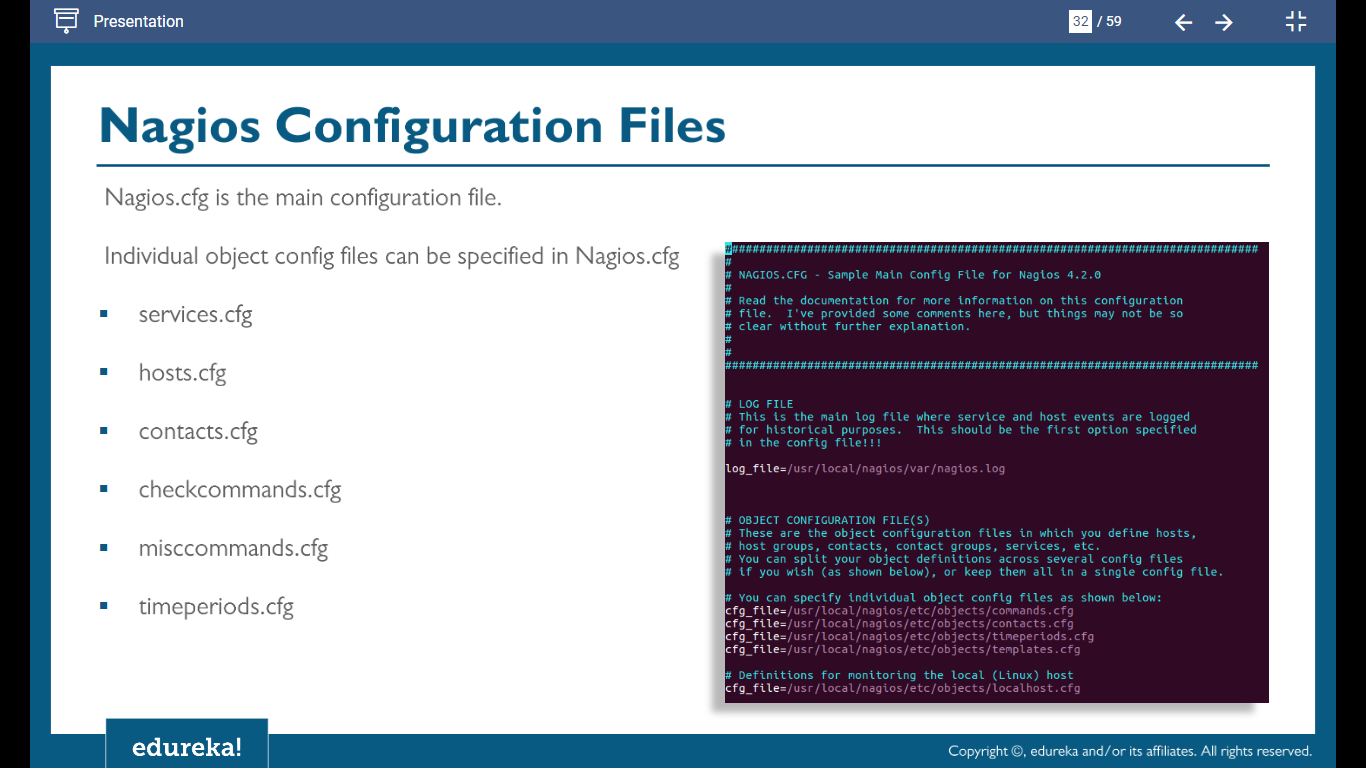 Presentation
32 / 59
Nagios Configuration Files
Nagios.cfg is the main configuration file.
Individual object config files can be specified in Nagios.cfg
▪ services.cfg
▪ hosts.cfg
▪ contacts.cfg
▪ checkcommands.cfg
▪ misccommands.cfg
▪ timeperiods.cfg
##############################################################################
#
# NAGIOS.CFG - Sample Main Config File for Nagios 4.2.0
#
# Read the documentation for more information on this configuration
# file.  I've provided some comments here, but things may not be so
# clear without further explanation.
#
#
##############################################################################
# LOG FILE
# This is the main log file where service and host events are logged
# for historical purposes.  This should be the first option specified
# in the config file!!!
log_file=/usr/local/nagios/var/nagios.log
# OBJECT CONFIGURATION FILE(S)
# These are the object configuration files in which you define hosts,
# host groups, contacts, contact groups, services, etc.
# You can split your object definitions across several config files
# if you wish (as shown below), or keep them all in a single config file.
# You can specify individual object config files as shown below:
cfg_file=/usr/local/nagios/etc/objects/commands.cfg
cfg_file=/usr/local/nagios/etc/objects/contacts.cfg
cfg_file=/usr/local/nagios/etc/objects/timeperiods.cfg
cfg_file=/usr/local/nagios/etc/objects/templates.cfg
# Definitions for monitoring the local (Linux) host
cfg_file=/usr/local/nagios/etc/objects/localhost.cfg
edureka!
Copyright ©, edureka and/or its affiliates. All rights reserved.